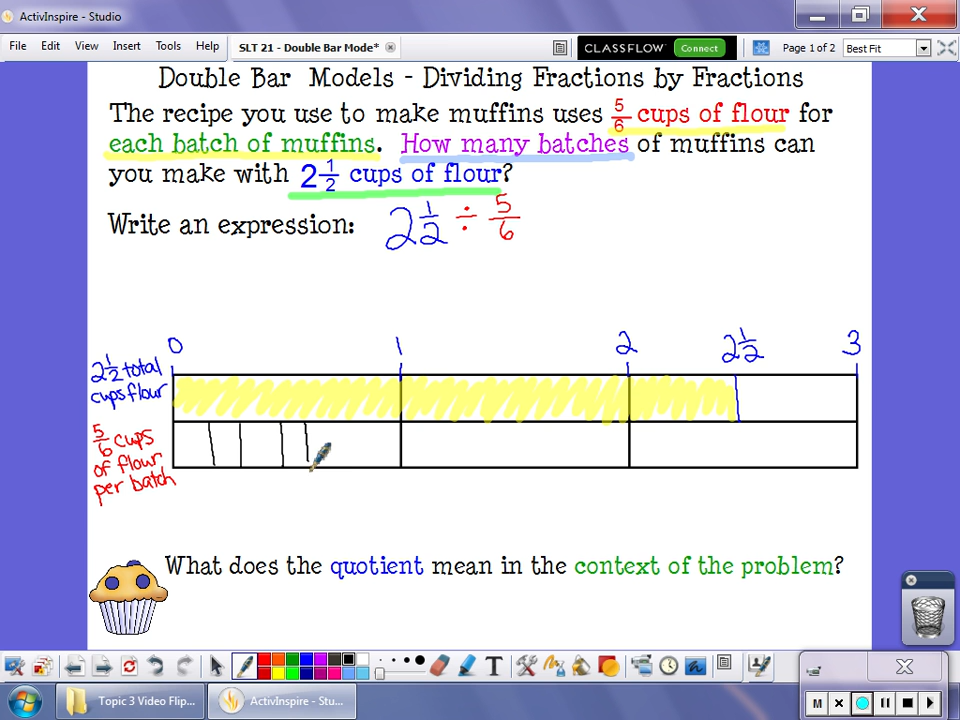 ActivInspire - Studio
File Edit View Insert Tools Help SLT 21 - Double Bar Mode* CLASSFLOW Connect Page 1 of 2 Best Fit
Double Bar Models - Dividing Fractions by Fractions
The recipe you use to make muffins uses 5/6 cups of flour for
each batch of muffins. How many batches of muffins can
you make with 2 1/2 cups of flour?
Write an expression: 2 1/2 ÷ 5/6
0 1 2 2 1/2 3
2 1/2 total
cups flour
5/6 cups
of flour
per batch
What does the quotient mean in the context of the problem?
T
M
Topic 3 Video Flip... ActivInspire - Stu...